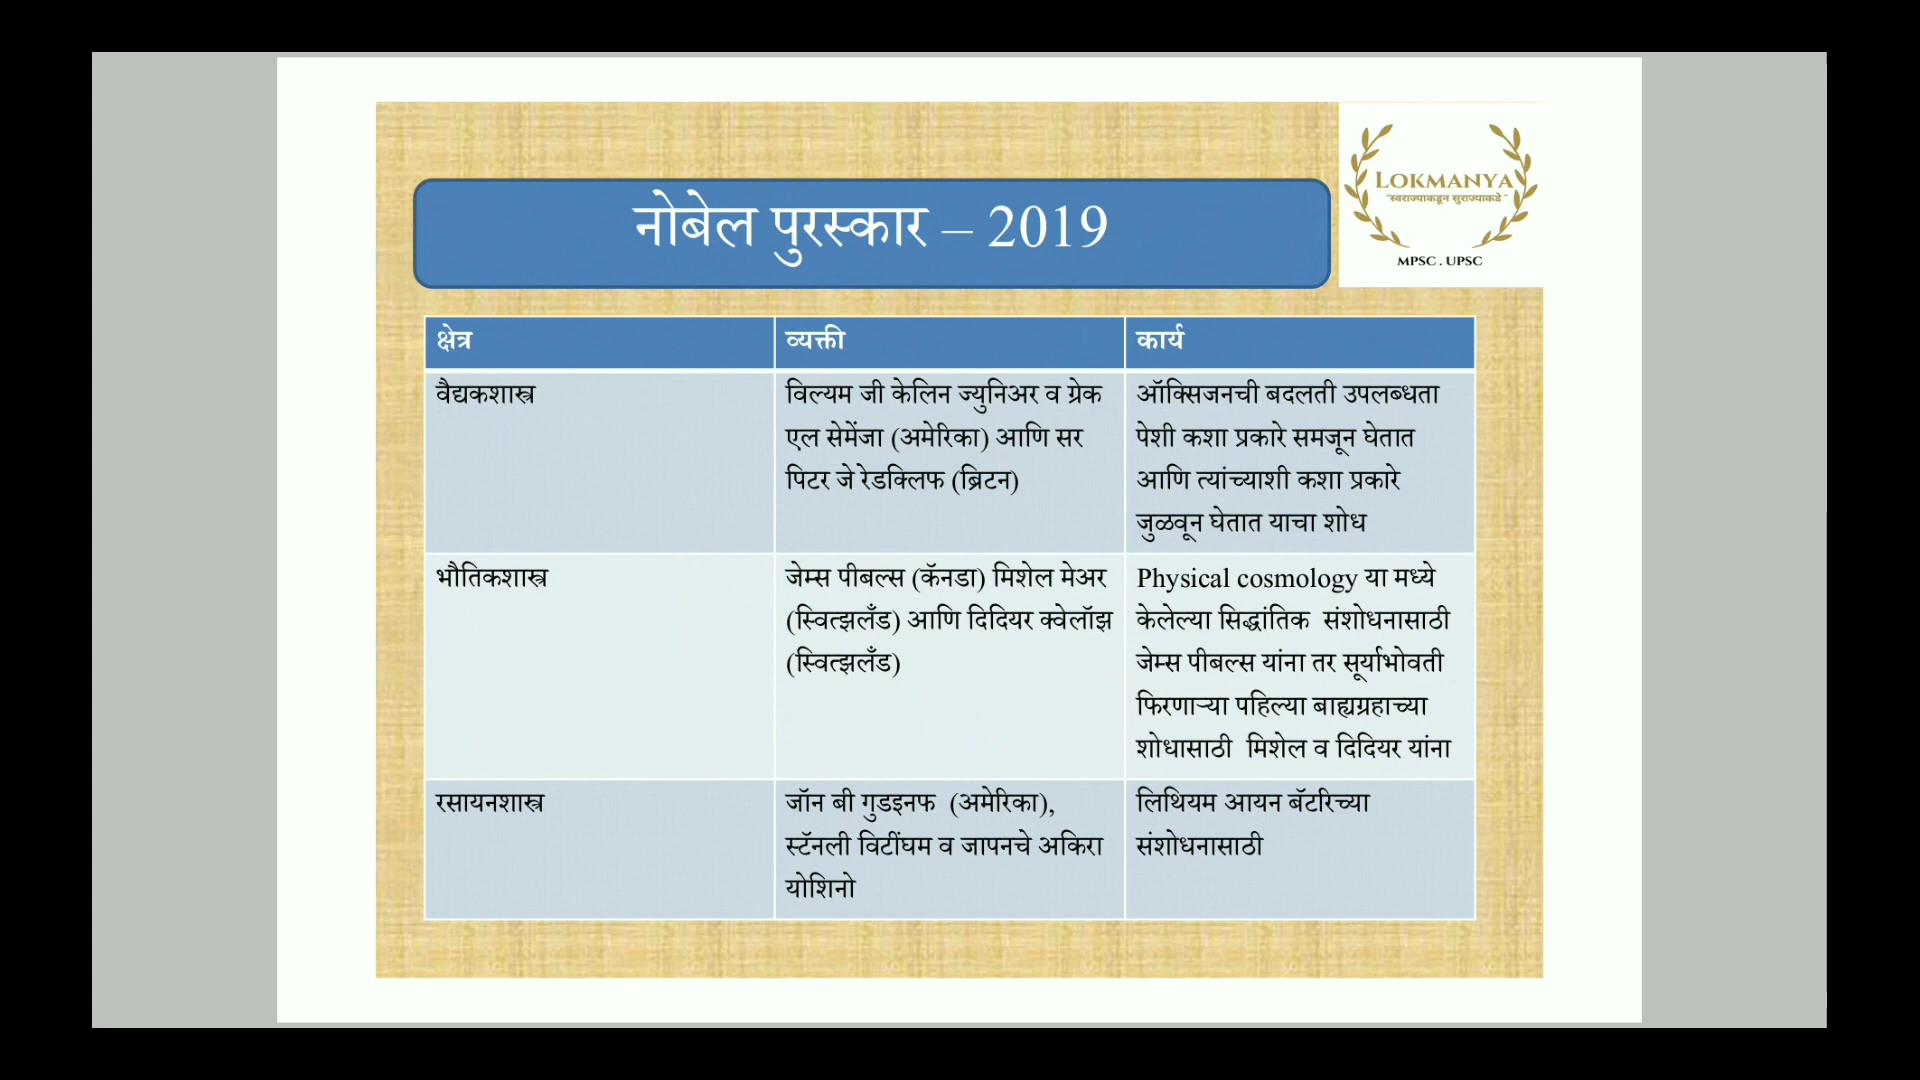 LOKMANYA
"स्वराज्याकडून सुराज्याकडे"
MPSC . UPSC
नोबेल पुरस्कार – 2019
क्षेत्र
व्यक्ती
कार्य
वैद्यकशास्त्र
विल्यम जी केलिन ज्युनिअर व ग्रेक
एल सेमेंजा (अमेरिका) आणि सर
पिटर जे रेडक्लिफ (ब्रिटन)
ऑक्सिजनची बदलती उपलब्धता
पेशी कशा प्रकारे समजून घेतात
आणि त्यांच्याशी कशा प्रकारे
जुळवून घेतात याचा शोध
भौतिकशास्त्र
जेम्स पीबल्स (कॅनडा) मिशेल मेअर
(स्वित्झलँड) आणि दिदियर क्वेलॉझ
(स्वित्झलँड)
Physical cosmology या मध्ये
केलेल्या सिद्धांतिक संशोधनासाठी
जेम्स पीबल्स यांना तर सूर्याभोवती
फिरणाऱ्या पहिल्या बाह्यग्रहाच्या
शोधासाठी मिशेल व दिदियर यांना
रसायनशास्त्र
जॉन बी गुडइनफ (अमेरिका),
स्टॅनली विटींघम व जापनचे अकिरा
योशिनो
लिथियम आयन बॅटरिच्या
संशोधनासाठी